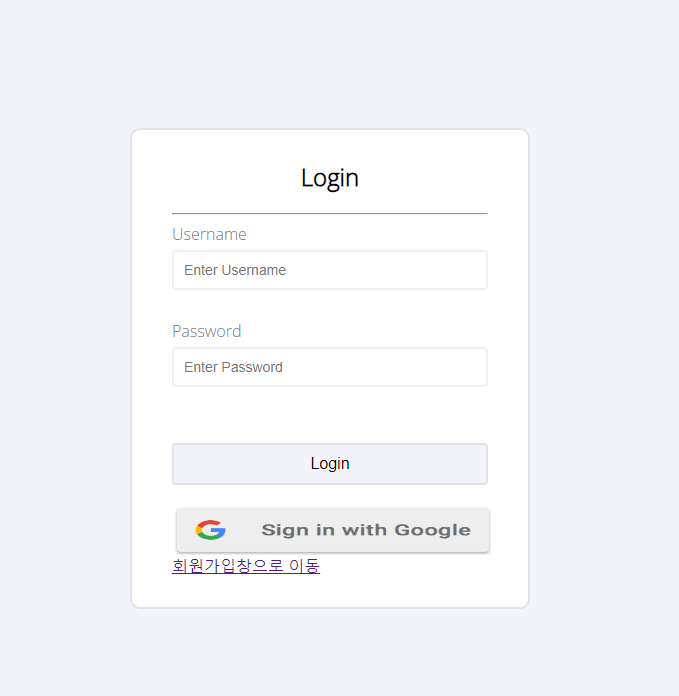 Login
Username
Enter Username
Password
Enter Password
Login
Sign in with Google
회원가입창으로 이동